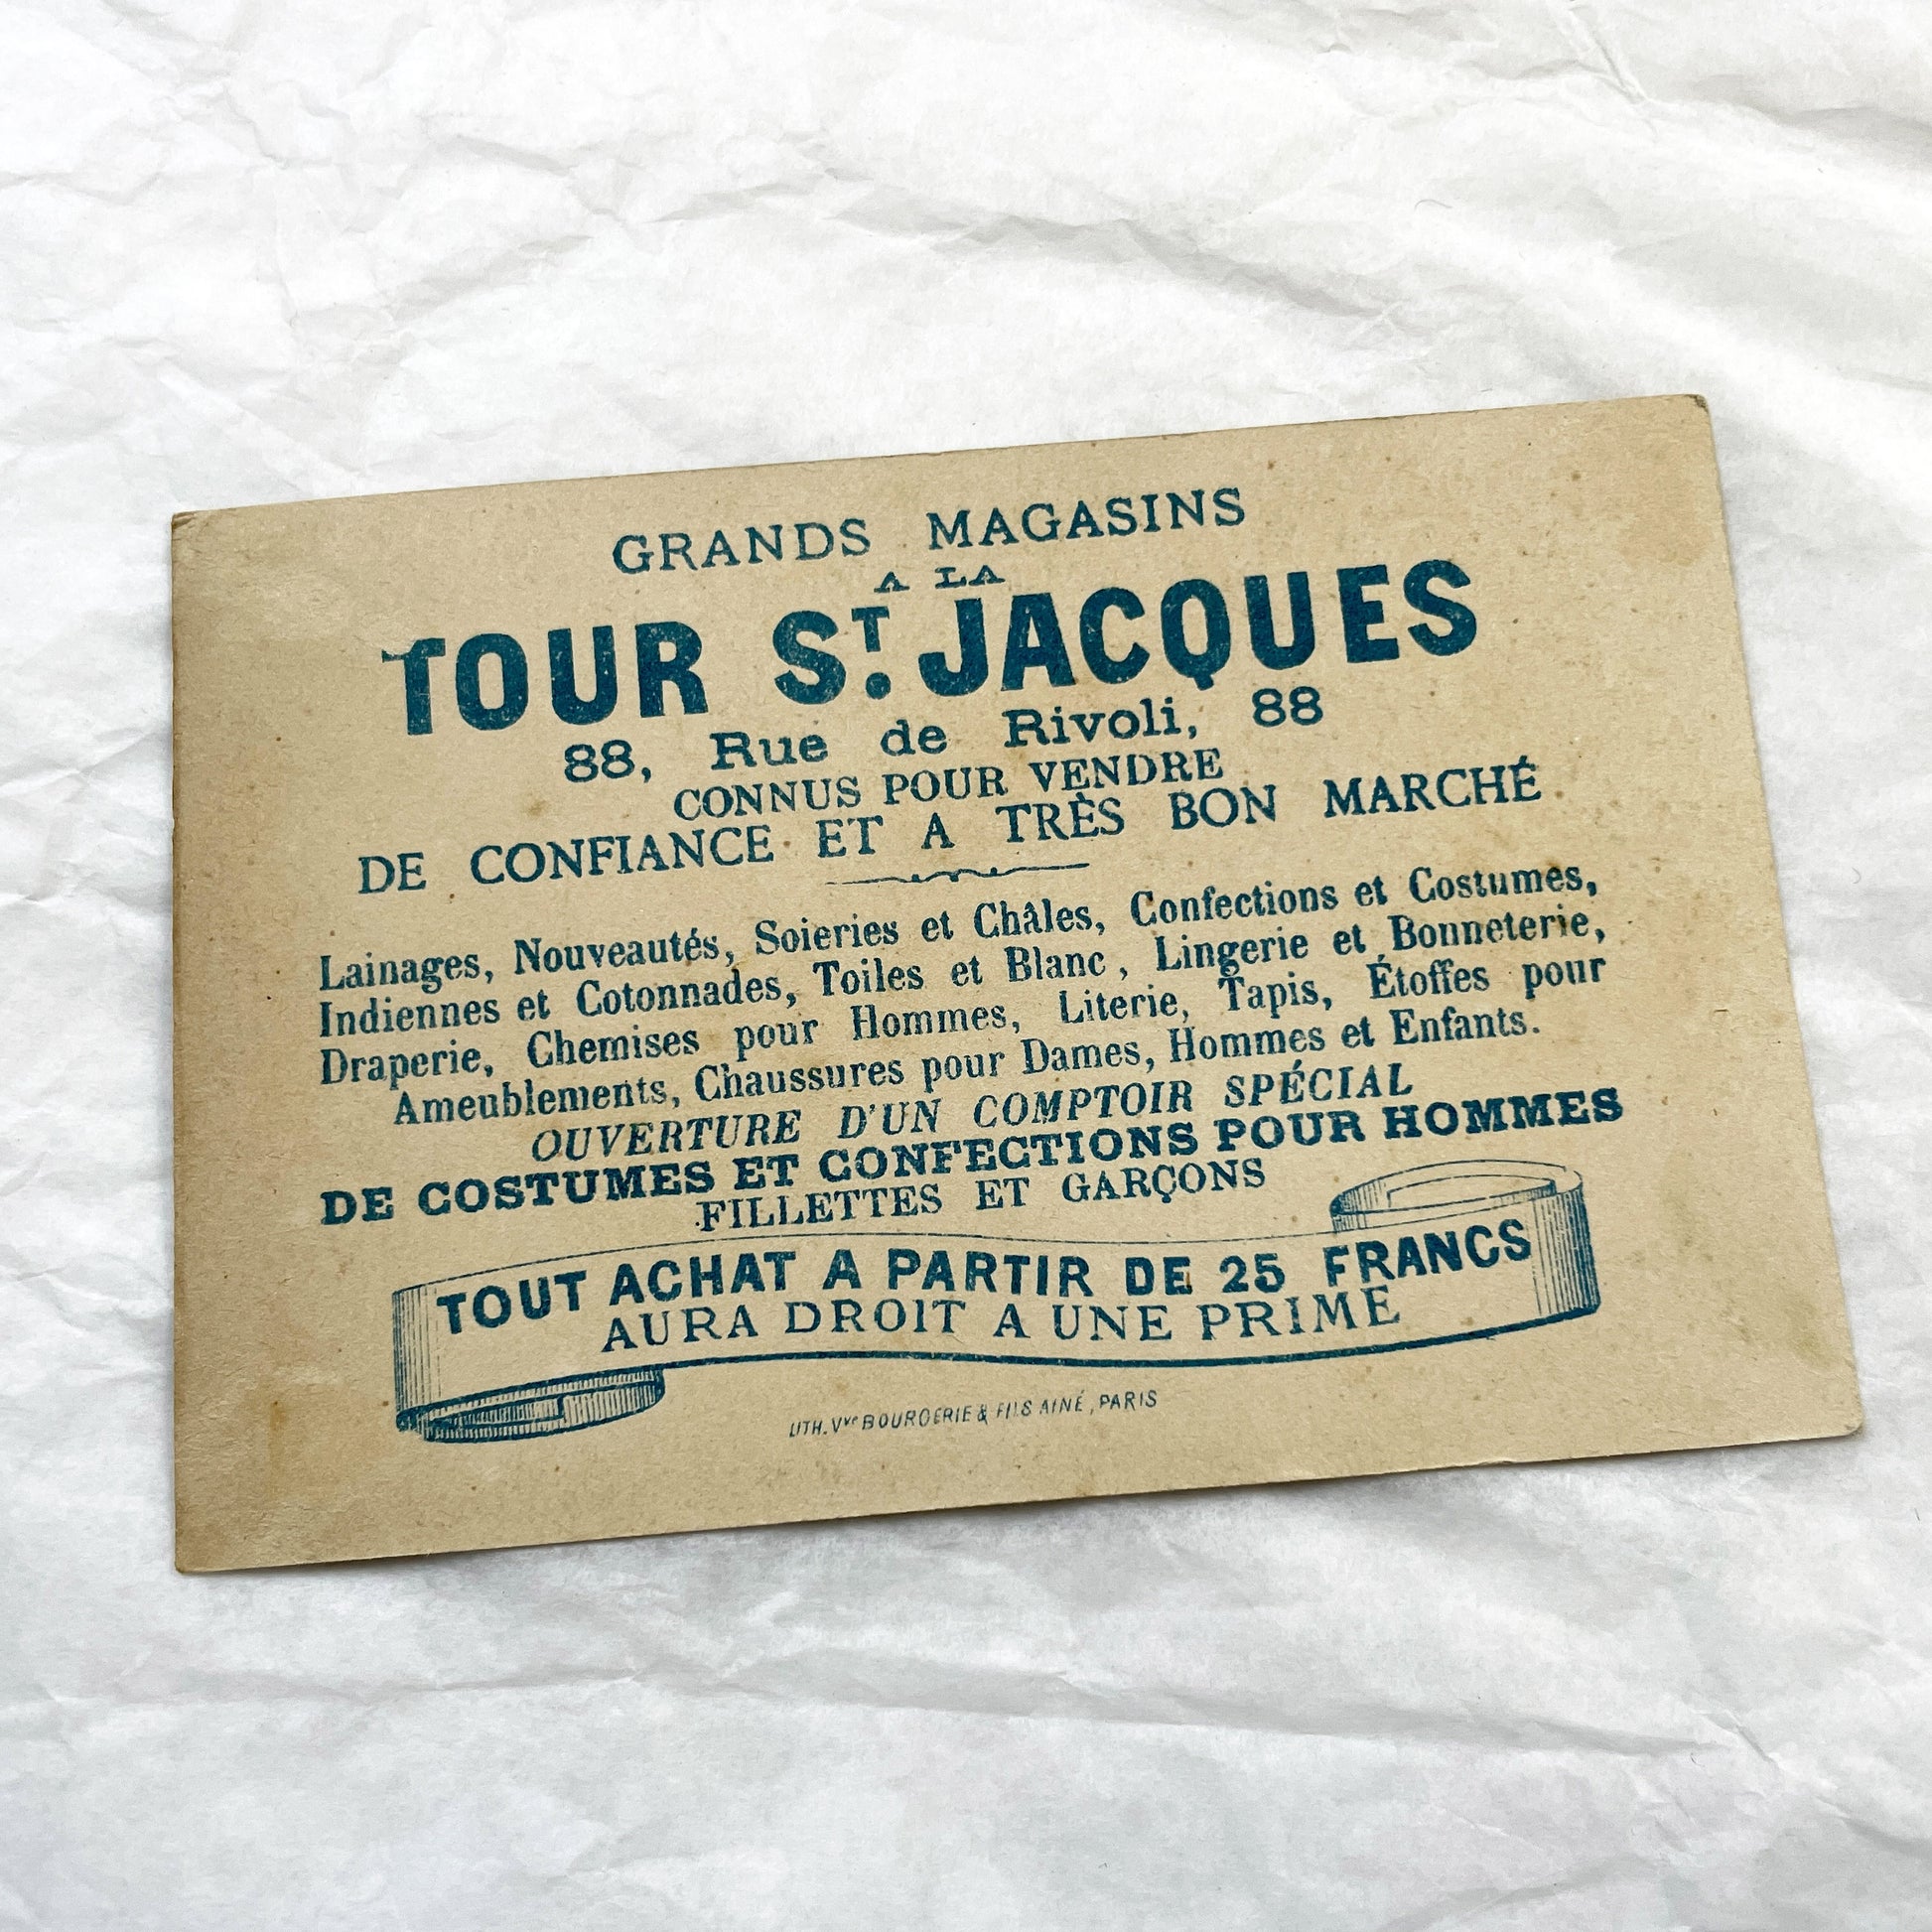 GRANDS MAGASINS
A LA
TOUR ST. JACQUES
88, Rue de Rivoli, 88
CONNUS POUR VENDRE
DE CONFIANCE ET A TRÈS BON MARCHÉ
Lainages, Nouveautés, Soieries et Châles, Confections et Costumes,
Indiennes et Cotonnades, Toiles et Blanc, Lingerie et Bonneterie,
Draperie, Chemises pour Hommes, Literie, Tapis, Étoffes pour
Ameublements, Chaussures pour Dames, Hommes et Enfants.
OUVERTURE D'UN COMPTOIR SPÉCIAL
DE COSTUMES ET CONFECTIONS POUR HOMMES
FILLETTES ET GARÇONS
TOUT ACHAT A PARTIR DE 25 FRANCS
AURA DROIT A UNE PRIME
LITH. Vve BOURGERIE & FILS AINÉ, PARIS